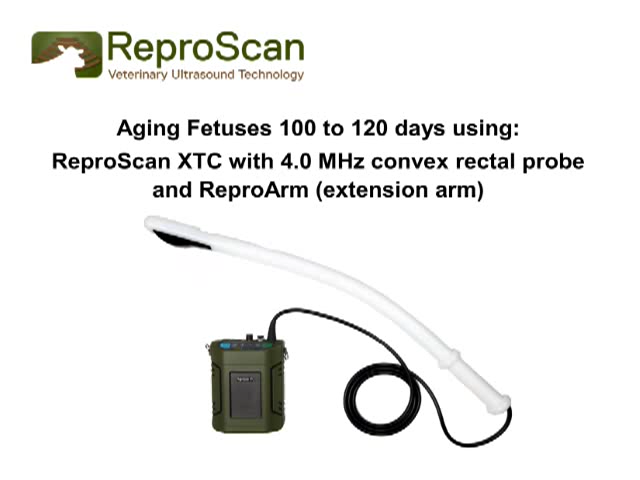 ReproScan
Veterinary Ultrasound Technology
Aging Fetuses 100 to 120 days using:
ReproScan XTC with 4.0 MHz convex rectal probe
and ReproArm (extension arm)